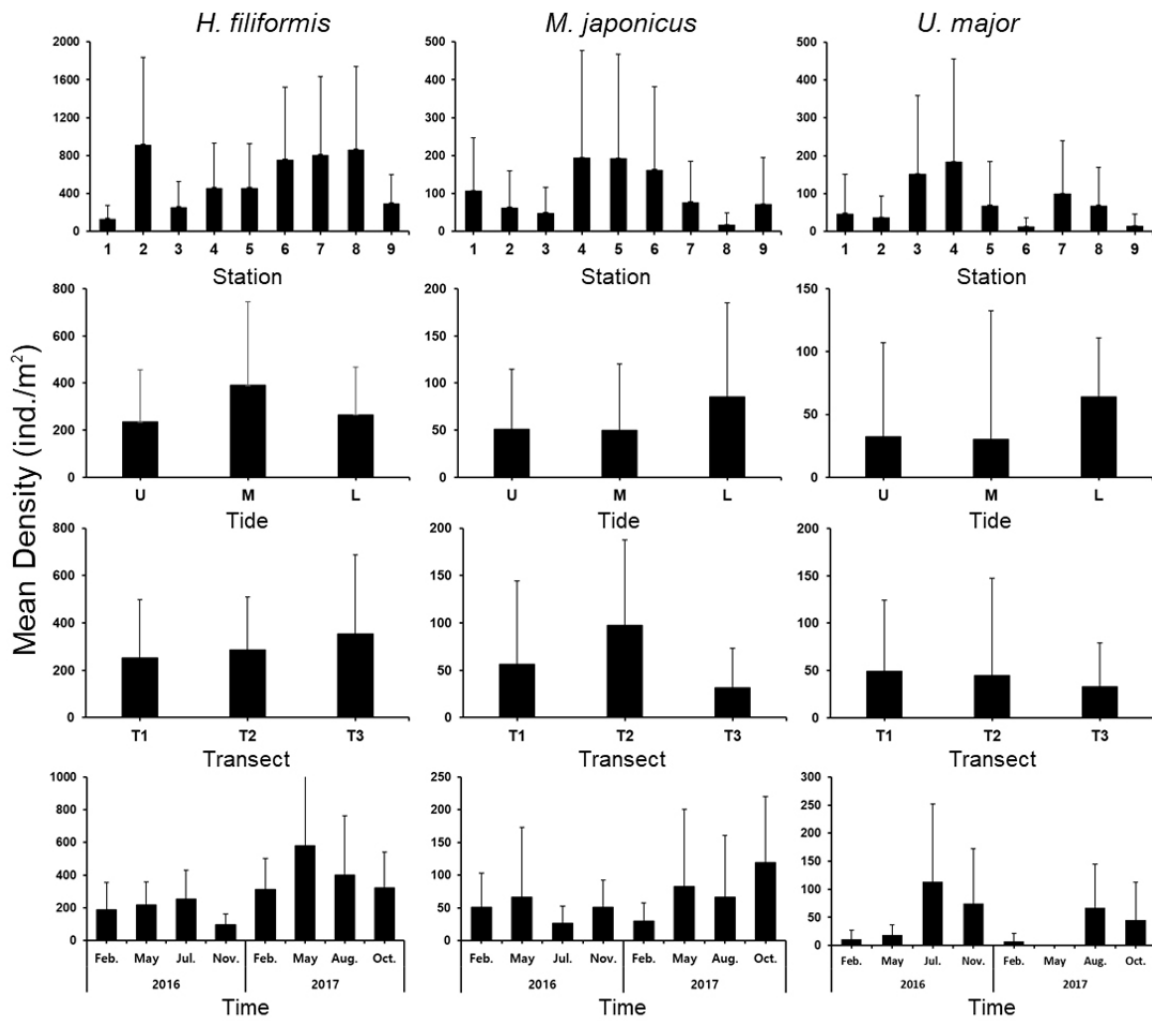 H. filiformis M. japonicus U. major
2000 500 500
1600 400 400
1200 300 300
800 200 200
400 100 100
0 0 0
1 2 3 4 5 6 7 8 9 1 2 3 4 5 6 7 8 9 1 2 3 4 5 6 7 8 9
Station Station Station
800 200 150
600 150 100
400 100 50
200 50 0
0 0
U M L U M L U M L
Tide Tide Tide
Mean Density (ind./m²)
800 200 200
600 150 150
400 100 100
200 50 50
0 0 0
T1 T2 T3 T1 T2 T3 T1 T2 T3
Transect Transect Transect
1000 250 300
800 200 250
600 150 200
400 100 150
200 50 100
0 0 50
0
Feb. May Jul. Nov. Feb. May Aug. Oct. Feb. May Jul. Nov. Feb. May Aug. Oct. Feb. May Jul. Nov. Feb. May Aug. Oct.
2016 2017 2016 2017 2016 2017
Time Time Time